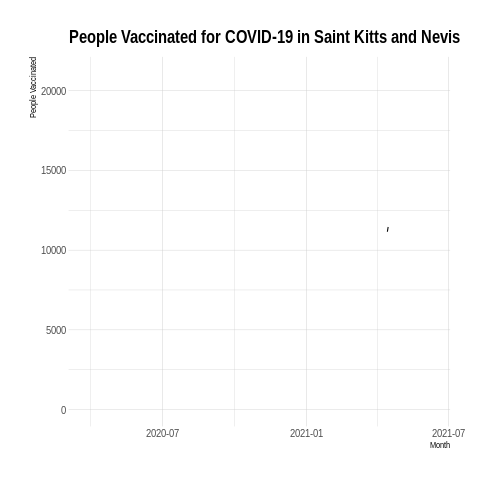 People Vaccinated for COVID-19 in Saint Kitts and Nevis
People Vaccinated
20000
15000
10000
5000
0
2020-07 2021-01 2021-07
Month